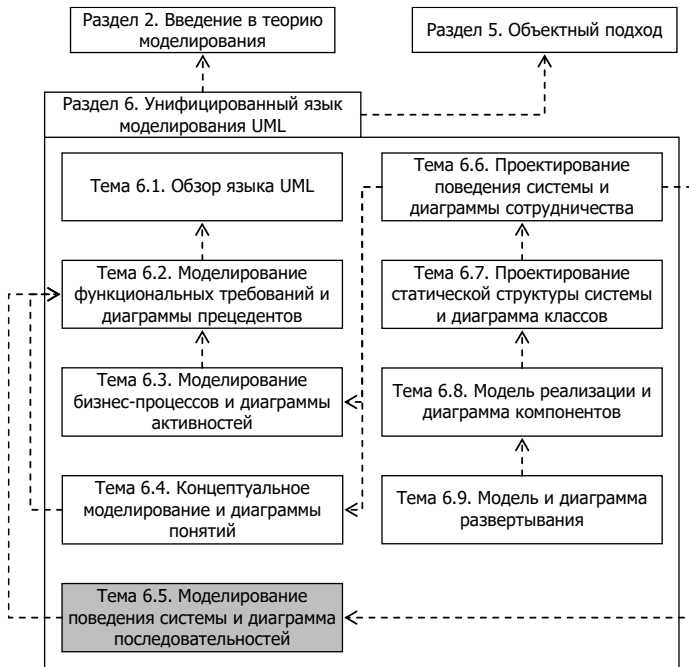 Раздел 2. Введение в теорию
моделирования
Раздел 5. Объектный подход
Раздел 6. Унифицированный язык
моделирования UML
Тема 6.1. Обзор языка UML
Тема 6.2. Моделирование
функциональных требований и
диаграммы прецедентов
Тема 6.3. Моделирование
бизнес-процессов и диаграммы
активностей
Тема 6.4. Концептуальное
моделирование и диаграммы
понятий
Тема 6.5. Моделирование
поведения системы и диаграмма
последовательностей
Тема 6.6. Проектирование
поведения системы и
диаграммы сотрудничества
Тема 6.7. Проектирование
статической структуры системы
и диаграмма классов
Тема 6.8. Модель реализации и
диаграмма компонентов
Тема 6.9. Модель и диаграмма
развертывания